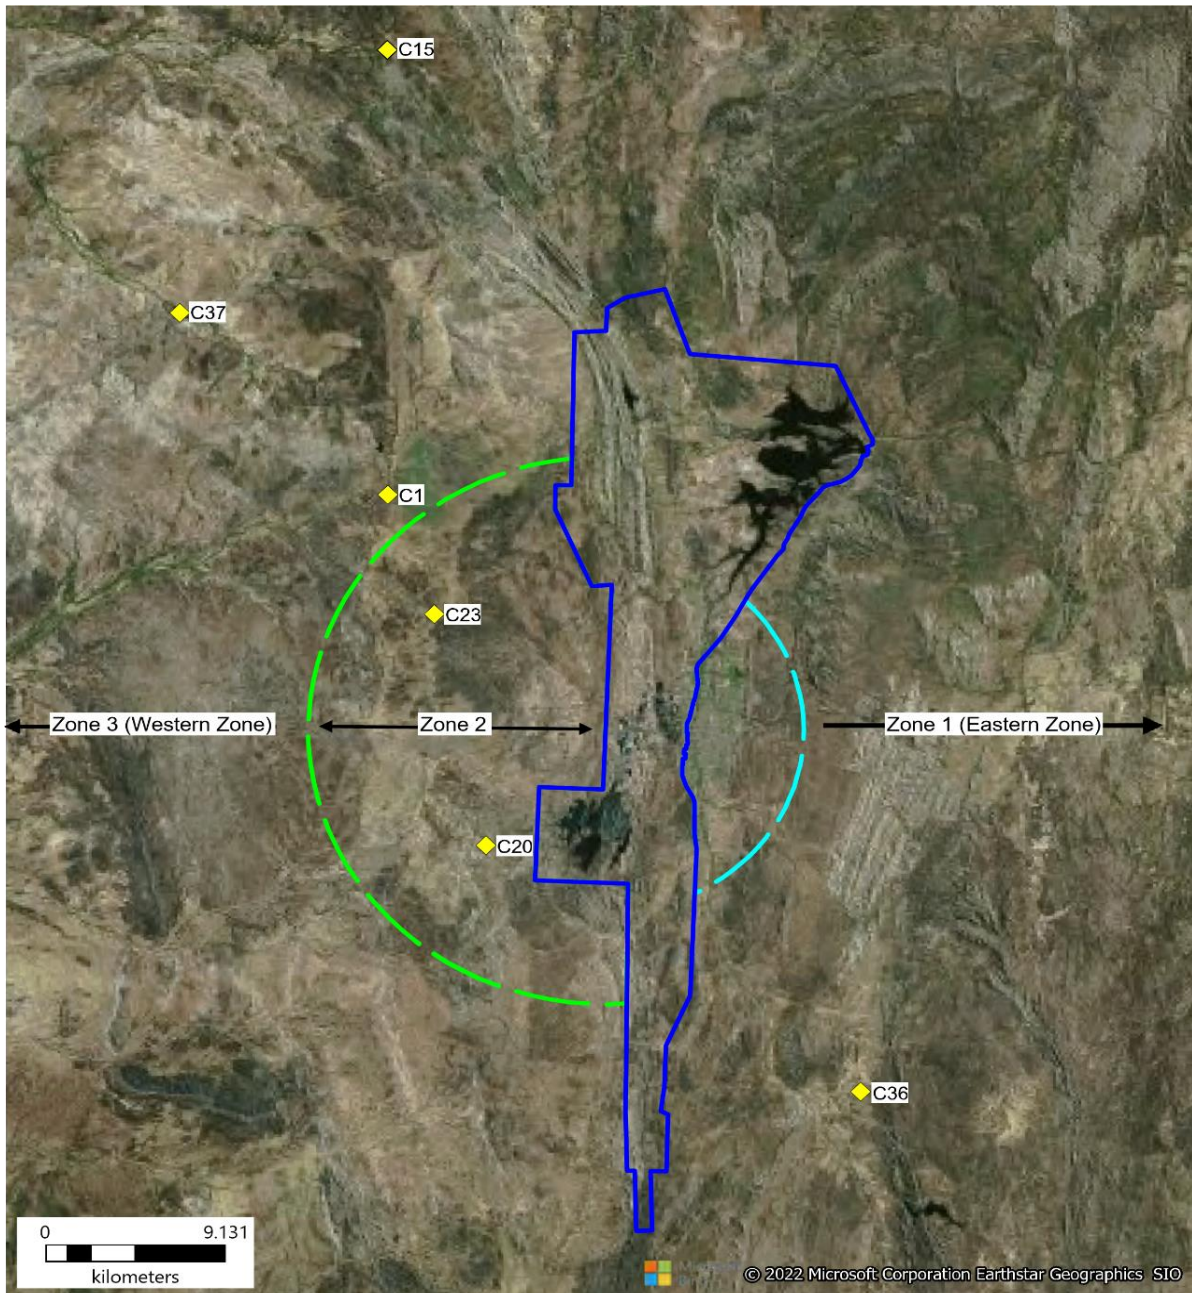 C15
C37
C1
C23
Zone 3 (Western Zone)
Zone 2
Zone 1 (Eastern Zone)
C20
C36
0 9.131
kilometers
© 2022 Microsoft Corporation Earthstar Geographics SIO